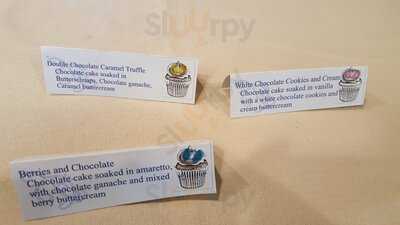 Sluurpy
Double Chocolate Caramel Truffle
Chocolate cake soaked in
Butterschnaps, Chocolate ganache,
Caramel buttercream
White Chocolate Cookies and Cream
Chocolate cake soaked in vanilla
with a white chocolate cookies and
cream buttercream
Berries and Chocolate
Chocolate cake soaked in amaretto,
with chocolate ganache and mixed
berry buttercream